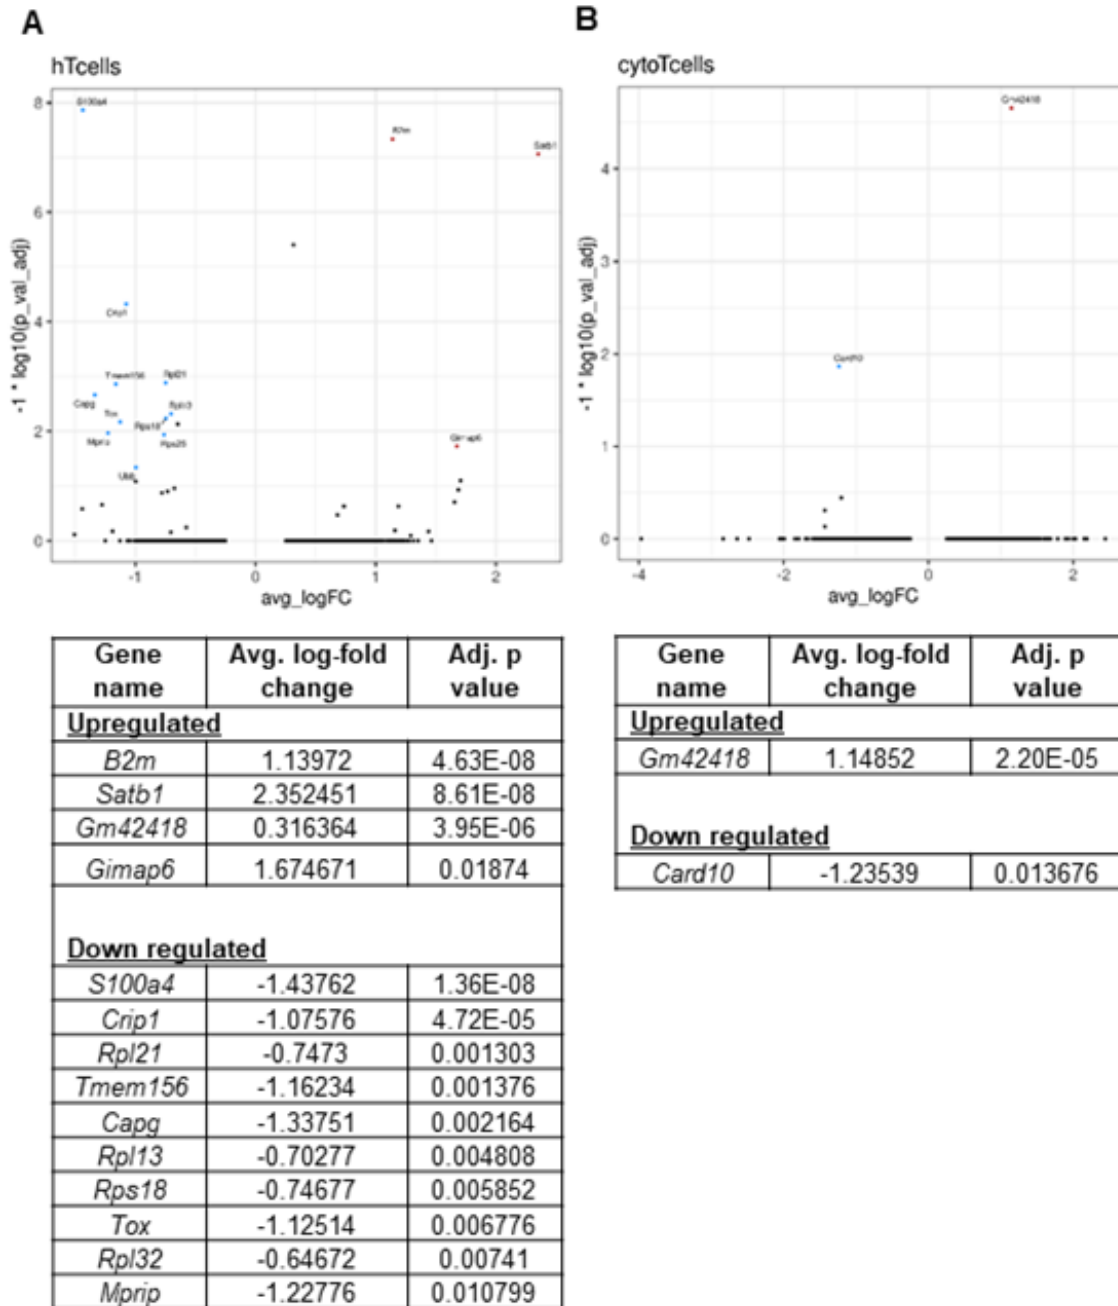 A
hTcells
8
6
4
2
0
-1 * log10(p_val_adj)
S100a4
B2m
Satb1
Crip1
Tmem156
Rpl21
Capg
Tox
Rpl13
Rps18
Mprip
Rps25
Ubb
Gimap6
-1
0
1
2
avg_logFC
B
cytoTcells
4
3
2
1
0
-1 * log10(p_val_adj)
Gm42418
Card10
-4
-2
0
2
avg_logFC
Gene name Avg. log-fold change Adj. p value
Upregulated
B2m 1.13972 4.63E-08
Satb1 2.352451 8.61E-08
Gm42418 0.316364 3.95E-06
Gimap6 1.674671 0.01874
Down regulated
S100a4 -1.43762 1.36E-08
Crip1 -1.07576 4.72E-05
Rpl21 -0.7473 0.001303
Tmem156 -1.16234 0.001376
Capg -1.33751 0.002164
Rpl13 -0.70277 0.004808
Rps18 -0.74677 0.005852
Tox -1.12514 0.006776
Rpl32 -0.64672 0.00741
Mprip -1.22776 0.010799
Gene name Avg. log-fold change Adj. p value
Upregulated
Gm42418 1.14852 2.20E-05
Down regulated
Card10 -1.23539 0.013676